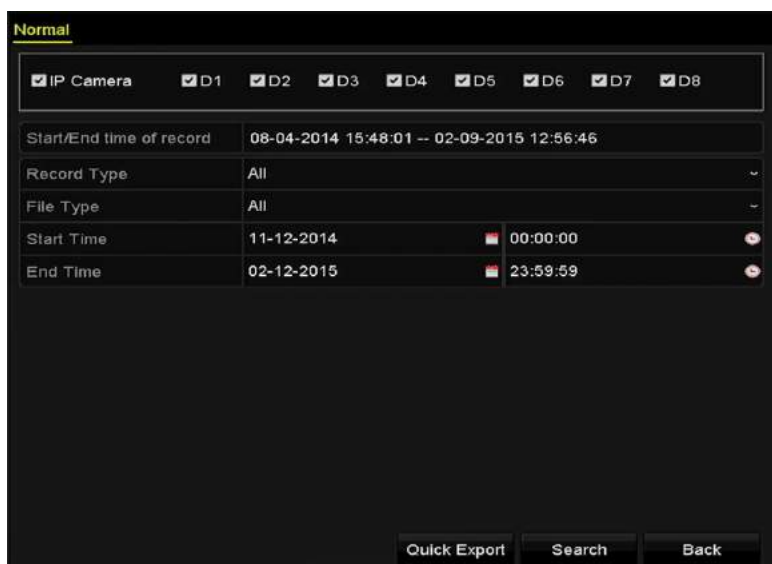 Normal
IP Camera D1 D2 D3 D4 D5 D6 D7 D8
Start/End time of record 08-04-2014 15:48:01 -- 02-09-2015 12:56:46
Record Type All
File Type All
Start Time 11-12-2014 00:00:00
End Time 02-12-2015 23:59:59
Quick Export Search Back